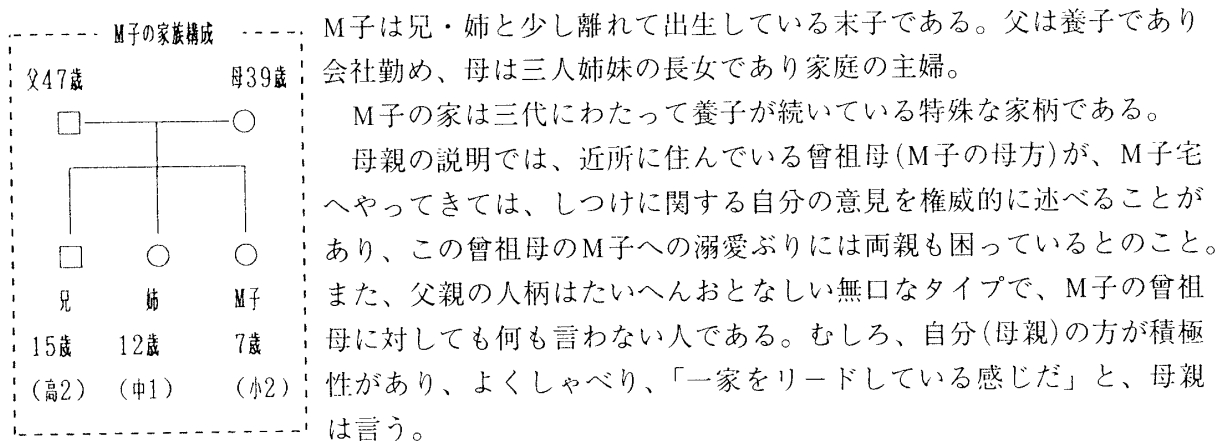 M子の家族構成
父47歳 母39歳
兄 姉 M子
15歳 12歳 7歳
(高2) (中1) (小2)
M子は兄・姉と少し離れて出生している末子である。父は養子であり
会社勤め、母は三人姉妹の長女であり家庭の主婦。
M子の家は三代にわたって養子が続いている特殊な家柄である。
母親の説明では、近所に住んでいる曾祖母(M子の母方)が、M子宅
へやってきては、しつけに関する自分の意見を権威的に述べることが
あり、この曾祖母のM子への溺愛ぶりには両親も困っているとのこと。
また、父親の人柄はたいへんおとなしい無口なタイプで、M子の曾祖
母に対しても何も言わない人である。むしろ、自分(母親)の方が積極
性があり、よくしゃべり、「一家をリードしている感じだ」と、母親
は言う。